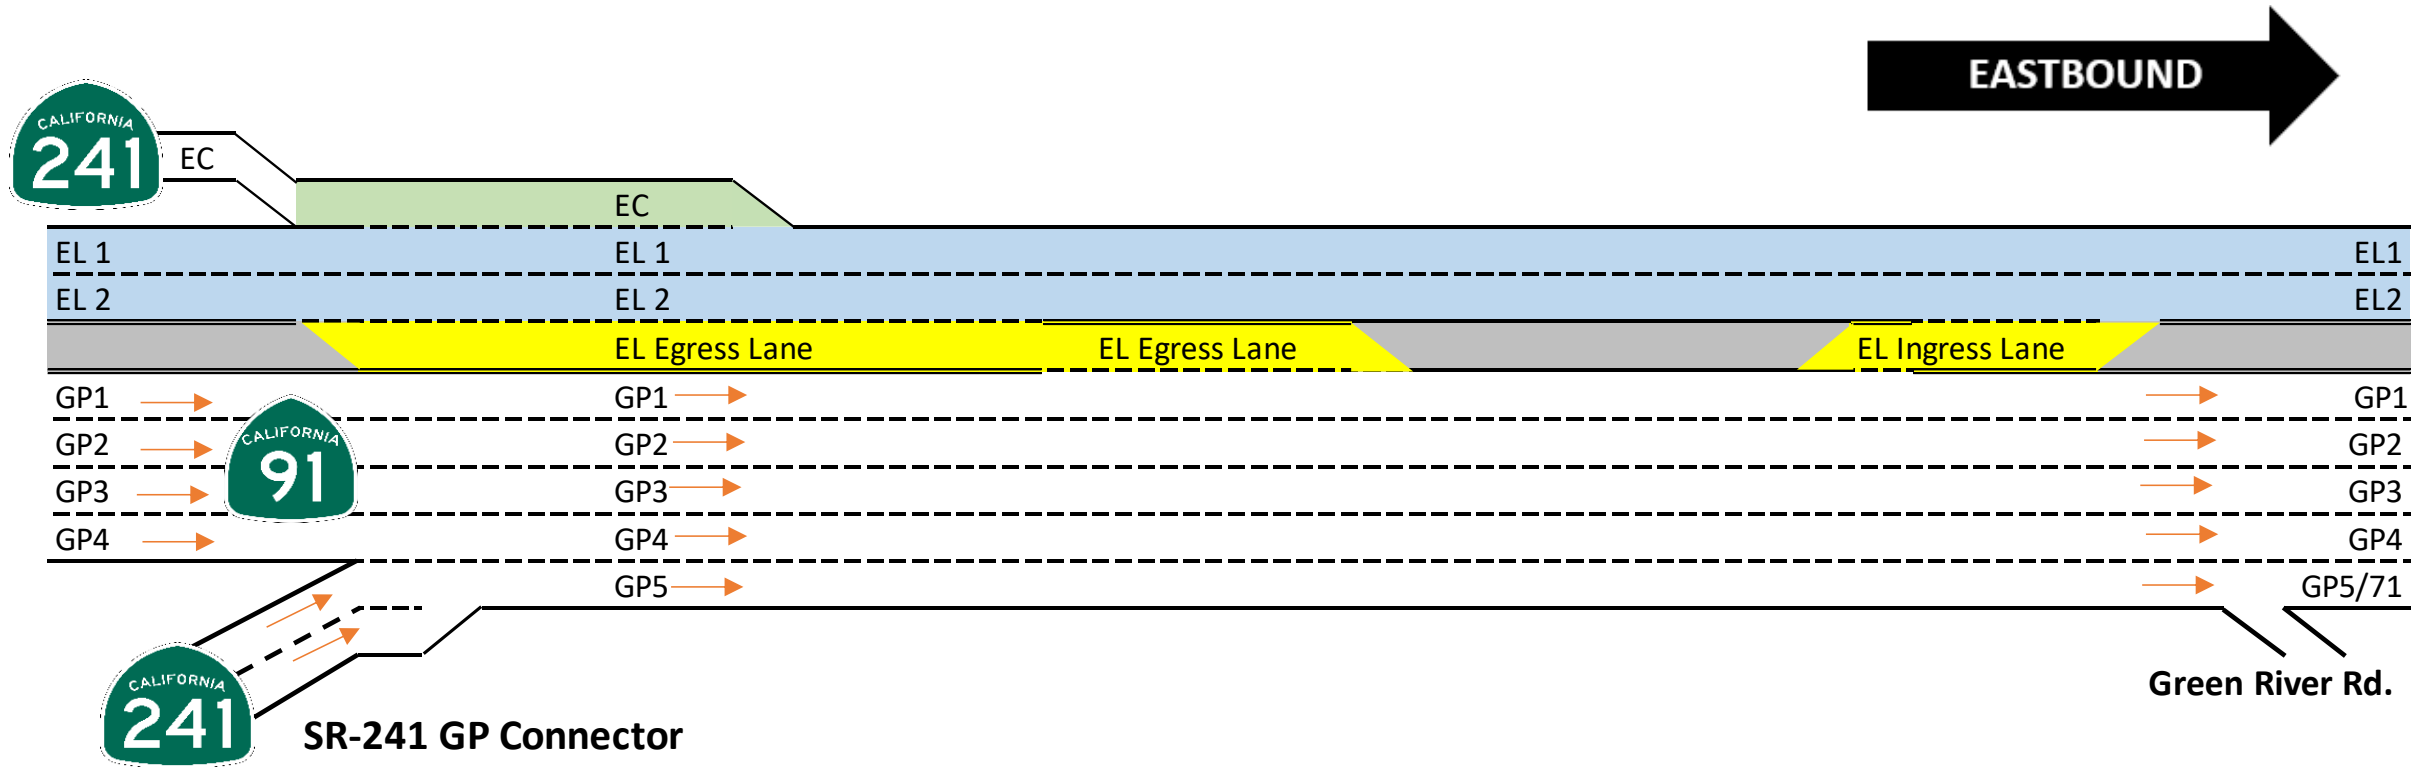 EASTBOUND
CALIFORNIA
241
EC
EC
EL 1
EL 1
EL1
EL 2
EL 2
EL2
EL Egress Lane
EL Egress Lane
EL Ingress Lane
GP1
GP1
GP1
CALIFORNIA
91
GP2
GP2
GP2
GP3
GP3
GP3
GP4
GP4
GP4
GP5
GP5/71
CALIFORNIA
241
SR-241 GP Connector
Green River Rd.